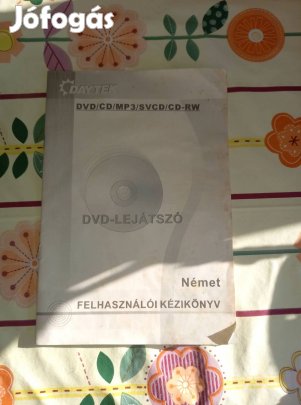 Jófogás
DAYTEK
DVD/CD/MP3/SVCD/CD-RW
DVD-LEJÁTSZÓ
Német
FELHASZNÁLÓI KÉZIKÖNYV